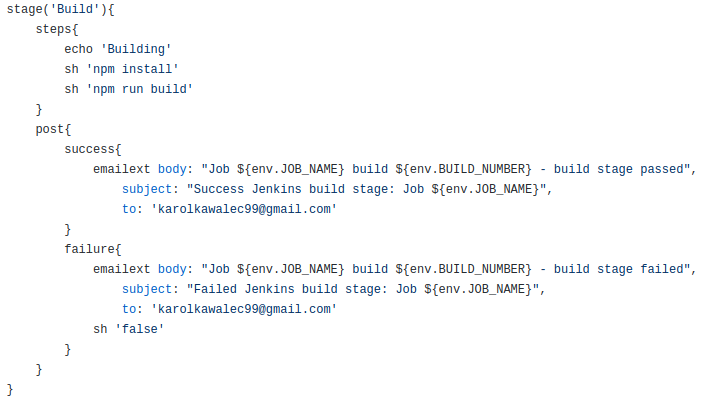 stage('Build'){
    steps{
        echo 'Building'
        sh 'npm install'
        sh 'npm run build'
    }
    post{
        success{
            emailext body: "Job ${env.JOB_NAME} build ${env.BUILD_NUMBER} - build stage passed",
                subject: "Success Jenkins build stage: Job ${env.JOB_NAME}",
                to: 'karolkawalec99@gmail.com'
        }
        failure{
            emailext body: "Job ${env.JOB_NAME} build ${env.BUILD_NUMBER} - build stage failed",
                subject: "Failed Jenkins build stage: Job ${env.JOB_NAME}",
                to: 'karolkawalec99@gmail.com'
            sh 'false'
        }
    }
}